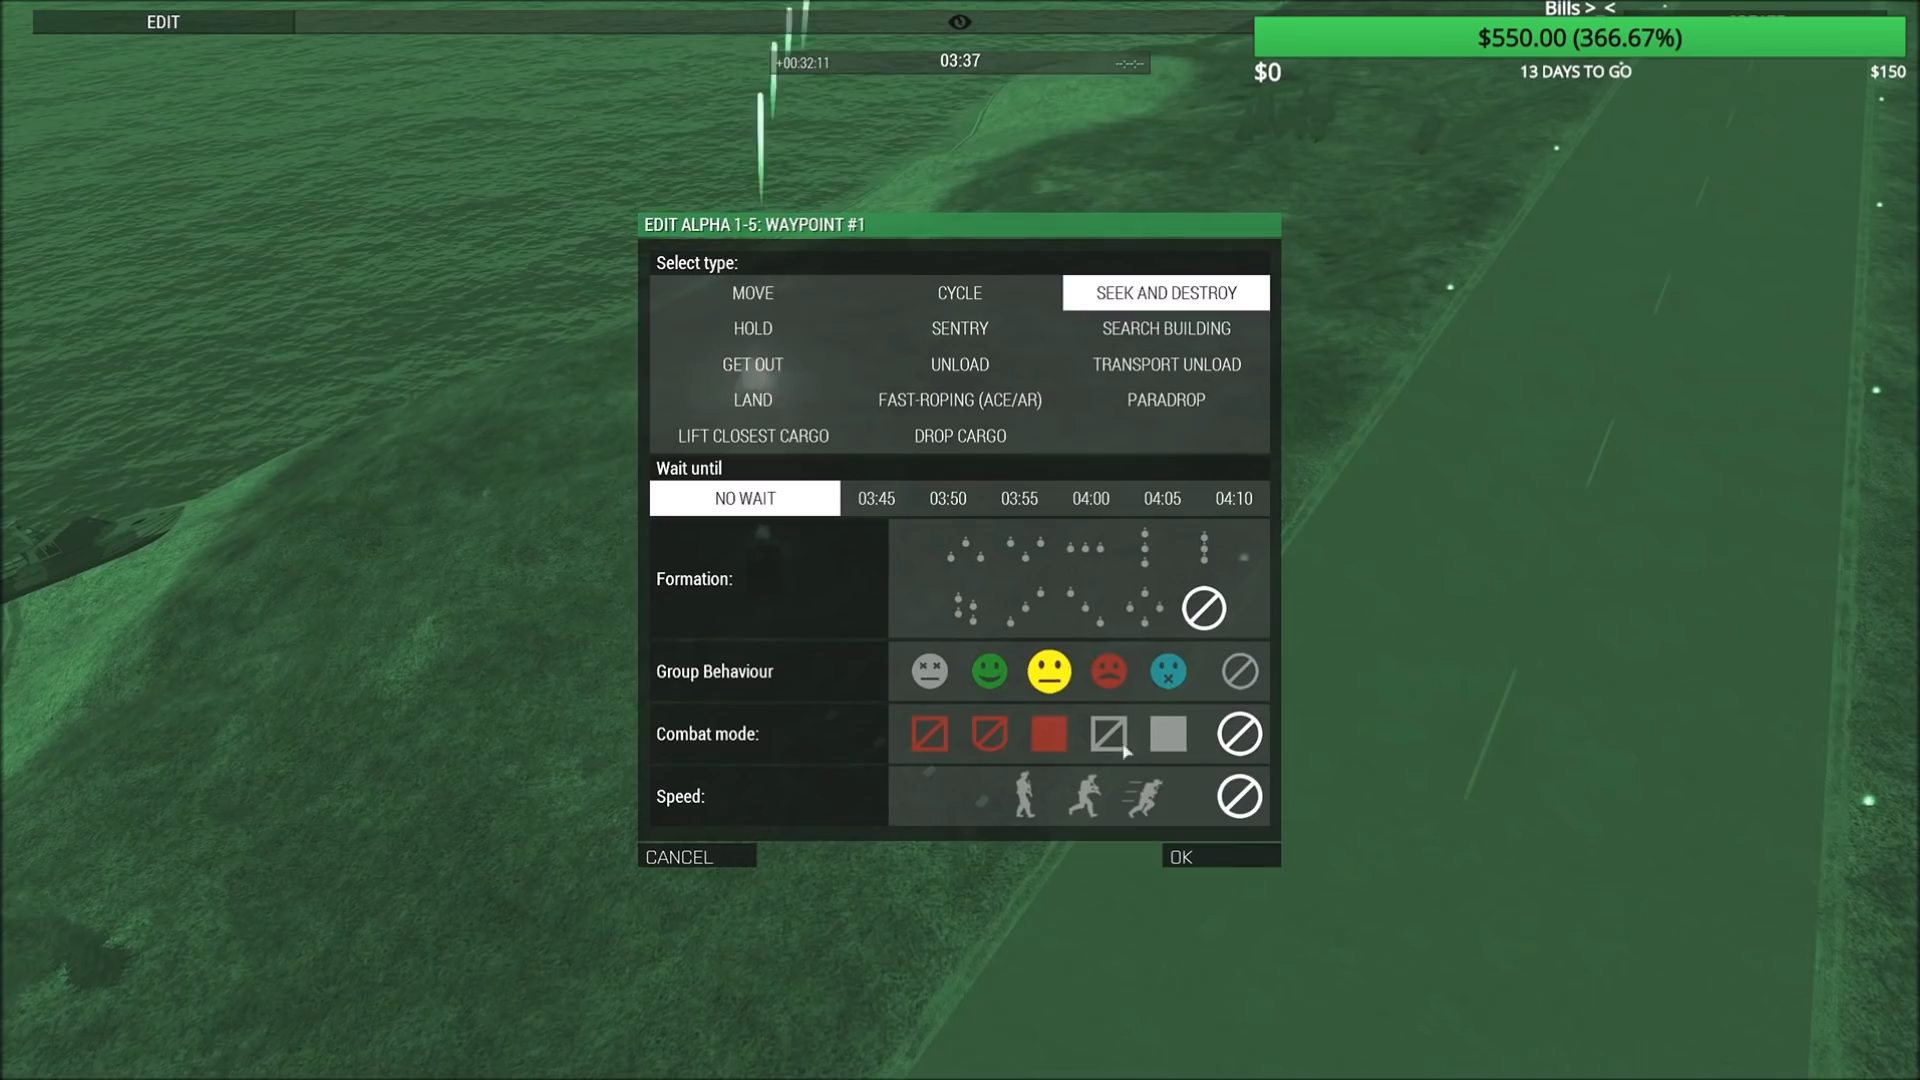 EDIT
Bills > <
$550.00 (366.67%)
+00:32:11
03:37
--:--:--
$0
13 DAYS TO GO
$150
EDIT ALPHA 1-5: WAYPOINT #1
Select type:
MOVE
CYCLE
SEEK AND DESTROY
HOLD
SENTRY
SEARCH BUILDING
GET OUT
UNLOAD
TRANSPORT UNLOAD
LAND
FAST-ROPING (ACE/AR)
PARADROP
LIFT CLOSEST CARGO
DROP CARGO
Wait until
NO WAIT
03:45
03:50
03:55
04:00
04:05
04:10
Formation:
Group Behaviour
Combat mode:
Speed:
CANCEL
OK